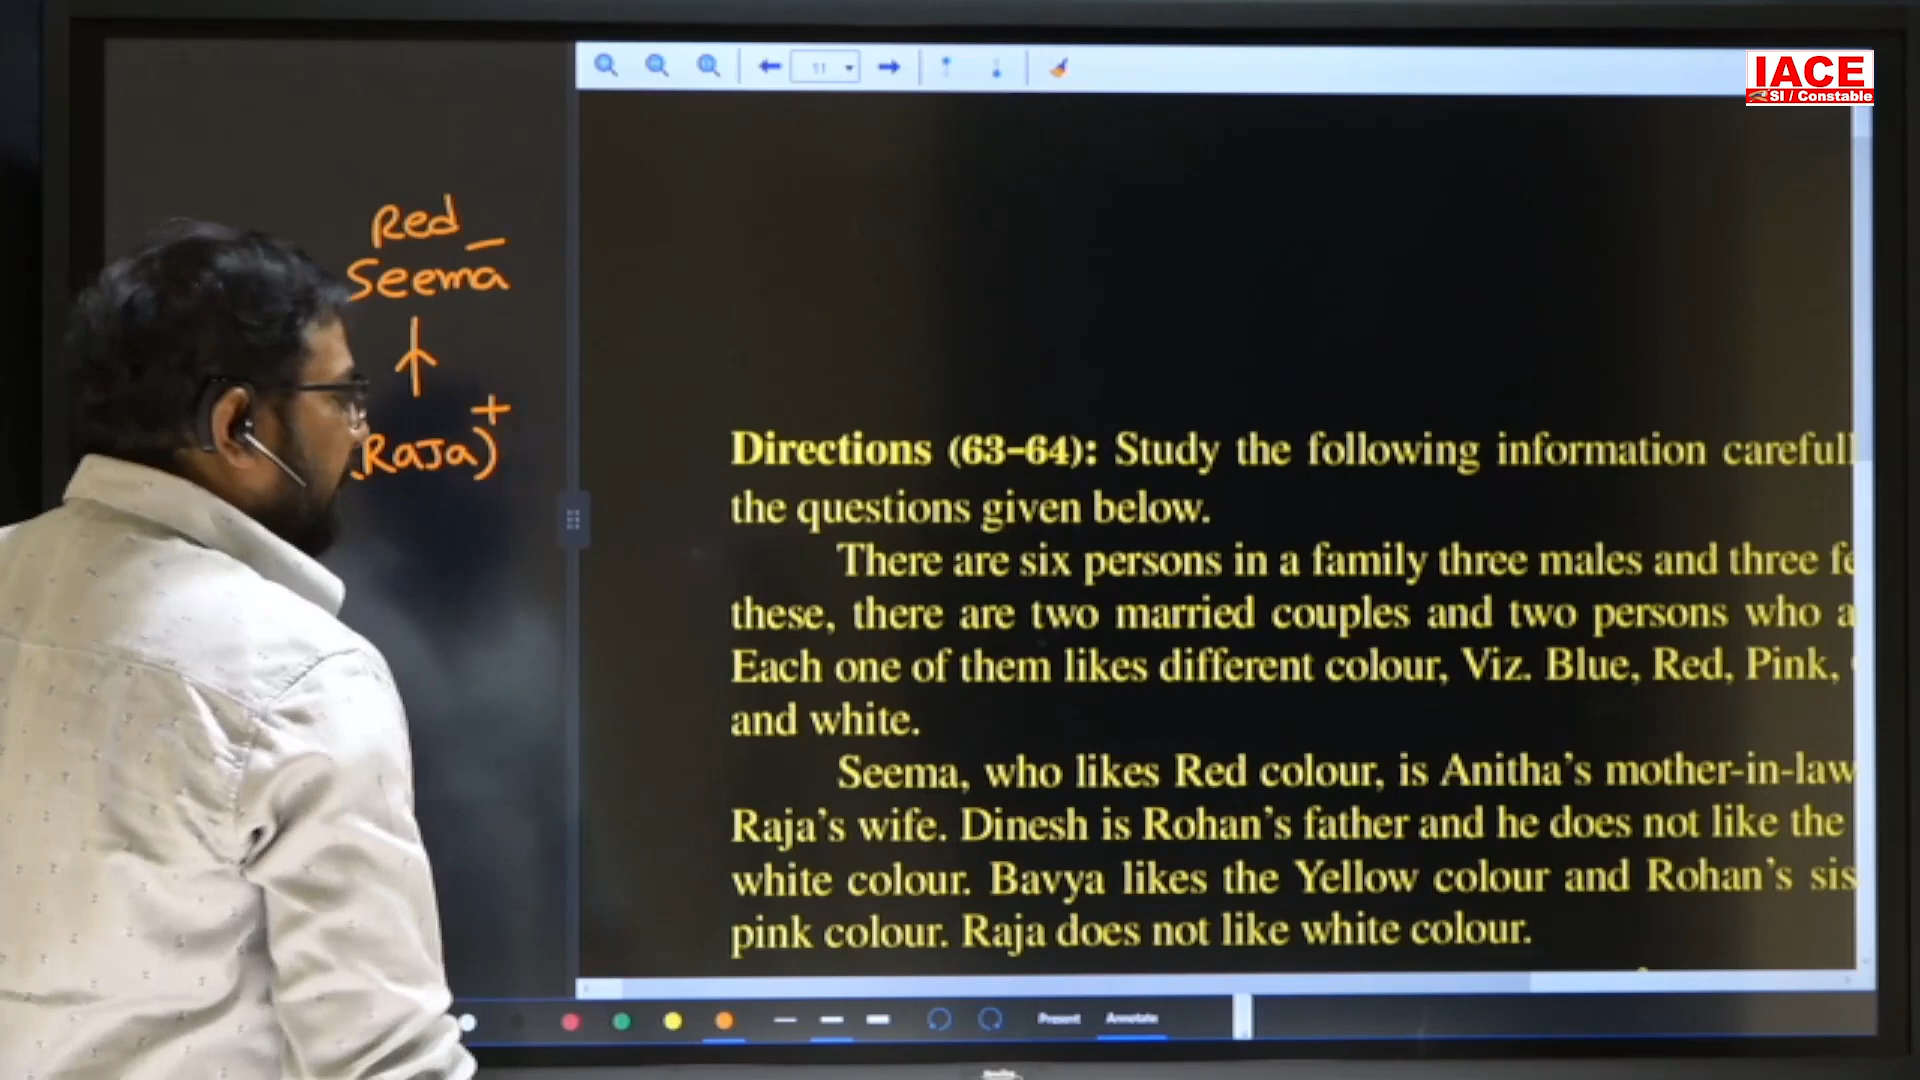 IACE
SI / Constable
11
Red
Seema
(RaJa)
Directions (63-64): Study the following information
the questions given below.
There are six persons in a family three males and three
these, there are two married couples and two persons who
Each one of them likes different colour, Viz. Blue, Red, Pink,
and white.
Seema, who likes Red colour, is Anitha's mother-in-law
Raja's wife. Dinesh is Rohan's father and he does not like the
white colour. Bavya likes the Yellow colour and Rohan's
pink colour. Raja does not like white colour.
Present Annotate